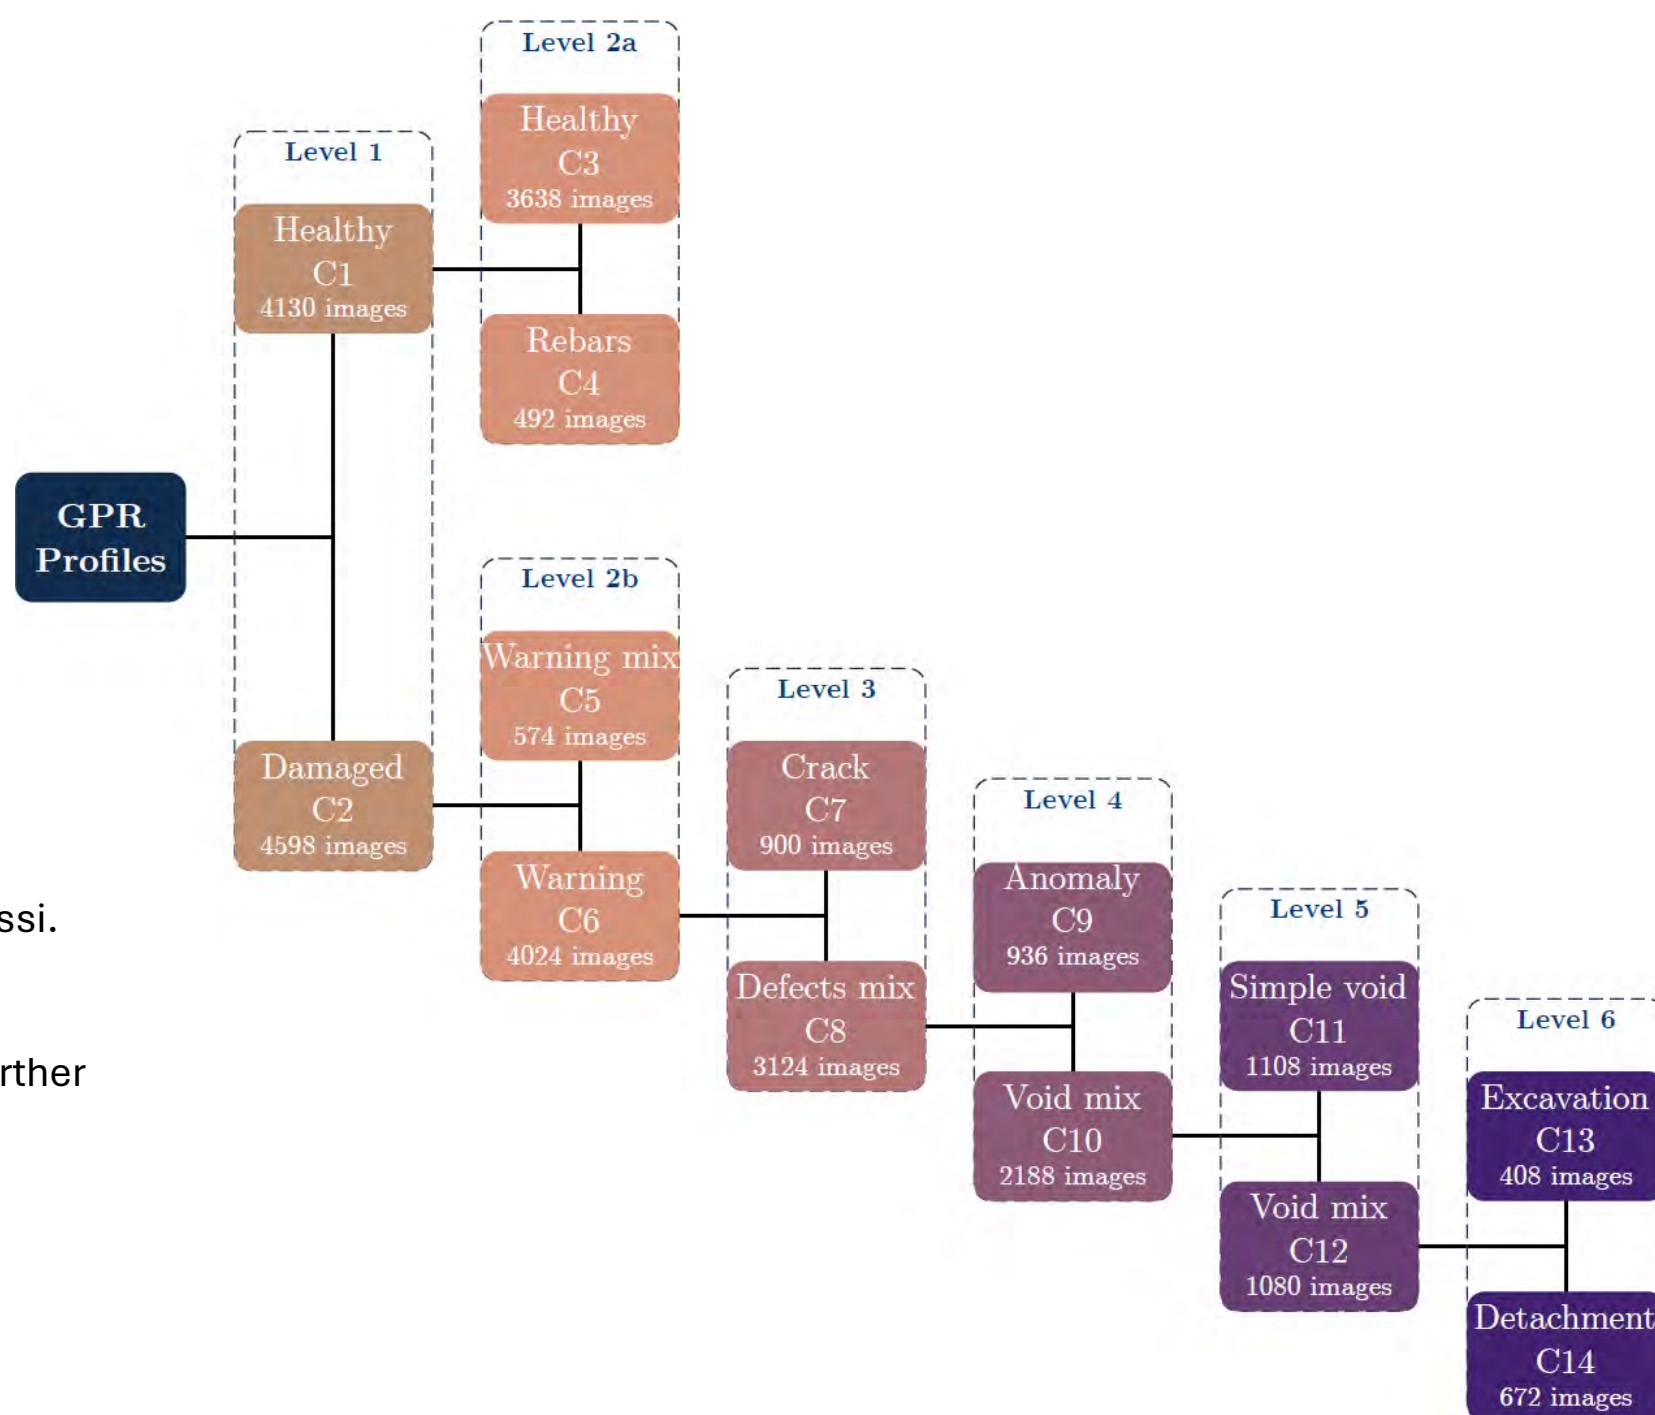 Level 2a
Healthy
C3
3638 images
Rebars
C4
492 images
Level 1
Healthy
C1
4130 images
Damaged
C2
4598 images
GPR
Profiles
Level 2b
Warning mix
C5
574 images
Warning
C6
4024 images
Level 3
Crack
C7
900 images
Defects mix
C8
3124 images
Level 4
Anomaly
C9
936 images
Void mix
C10
2188 images
Level 5
Simple void
C11
1108 images
Void mix
C12
1080 images
Level 6
Excavation
C13
408 images
Detachment
C14
672 images
ssi.
rther